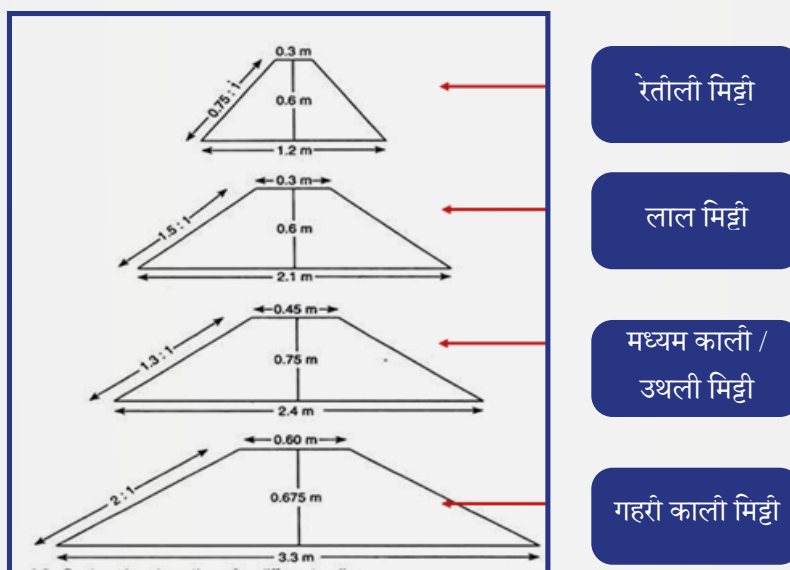 0.3 m
0.75 : 1
0.6 m
1.2 m
रेतीली मिट्टी
0.3 m
1.5 : 1
0.6 m
2.1 m
लाल मिट्टी
0.45 m
1.3 : 1
0.75 m
2.4 m
मध्यम काली /
उथली मिट्टी
0.60 m
2 : 1
0.675 m
3.3 m
गहरी काली मिट्टी